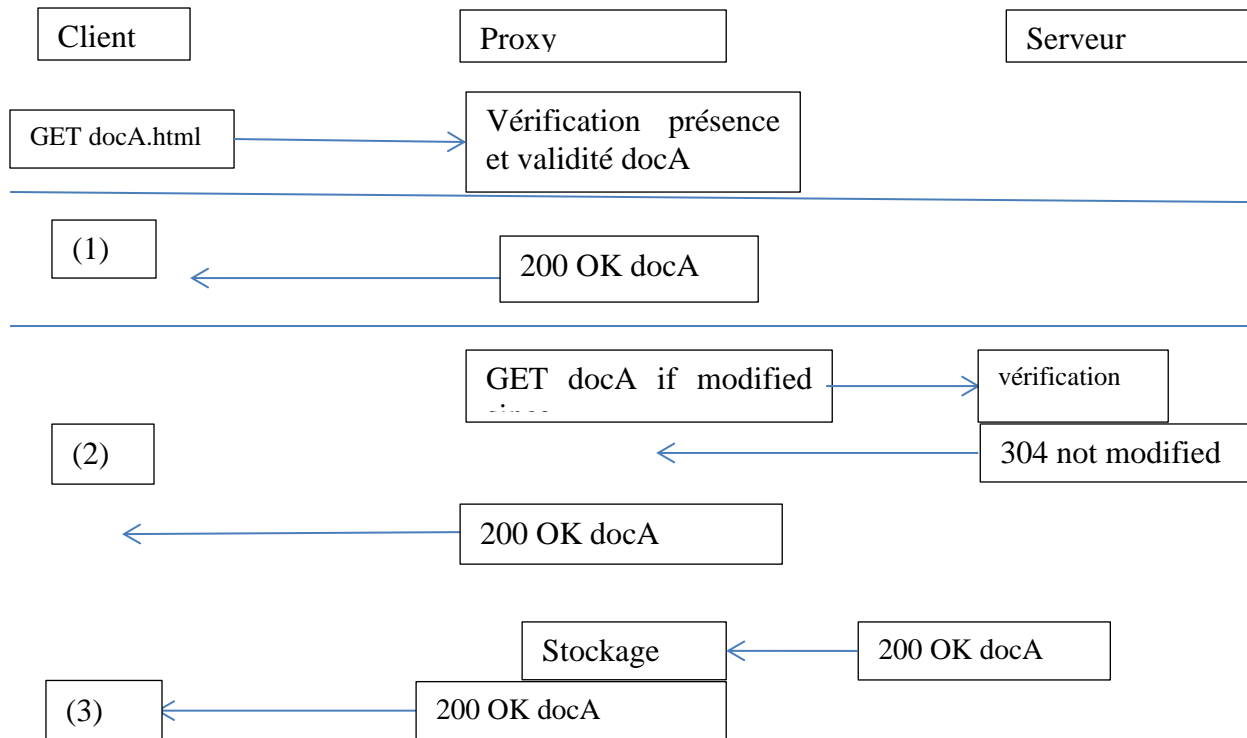 Client
Proxy
Serveur
GET docA.html
Vérification présence
et validité docA
(1)
200 OK docA
GET docA if modified
vérification
(2)
304 not modified
200 OK docA
Stockage
200 OK docA
(3)
200 OK docA